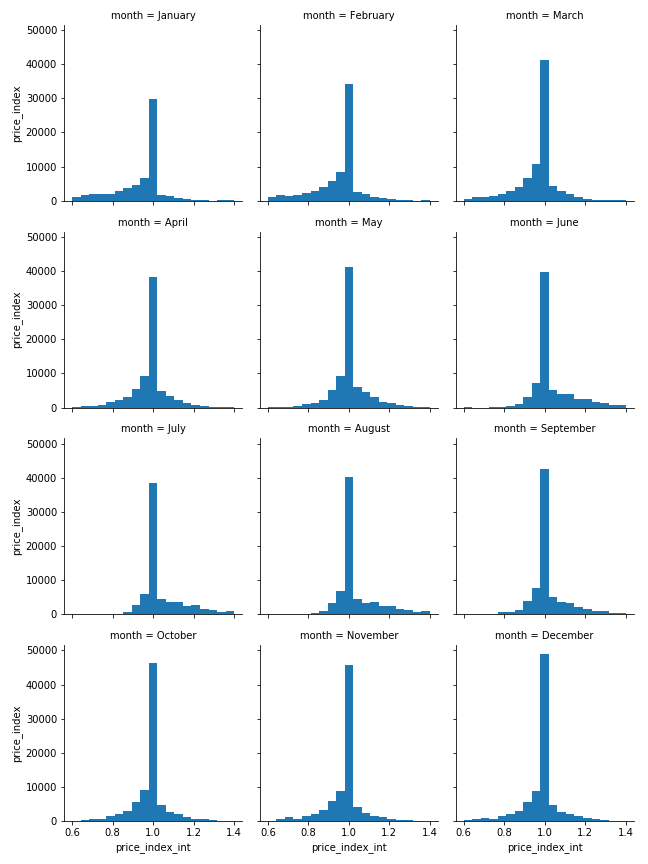 month = January
month = February
month = March
50000
40000
30000
20000
10000
0
price_index
month = April
month = May
month = June
50000
40000
30000
20000
10000
0
price_index
month = July
month = August
month = September
50000
40000
30000
20000
10000
0
price_index
month = October
month = November
month = December
50000
40000
30000
20000
10000
0
price_index
0.6 0.8 1.0 1.2 1.4
0.6 0.8 1.0 1.2 1.4
0.6 0.8 1.0 1.2 1.4
price_index_int
price_index_int
price_index_int